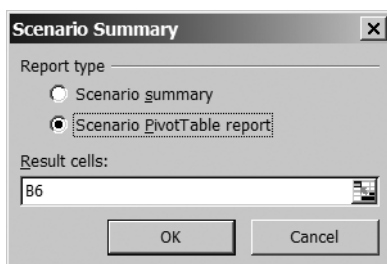 Scenario Summary
Report type
Scenario summary
Scenario PivotTable report
Result cells:
B6
OK Cancel